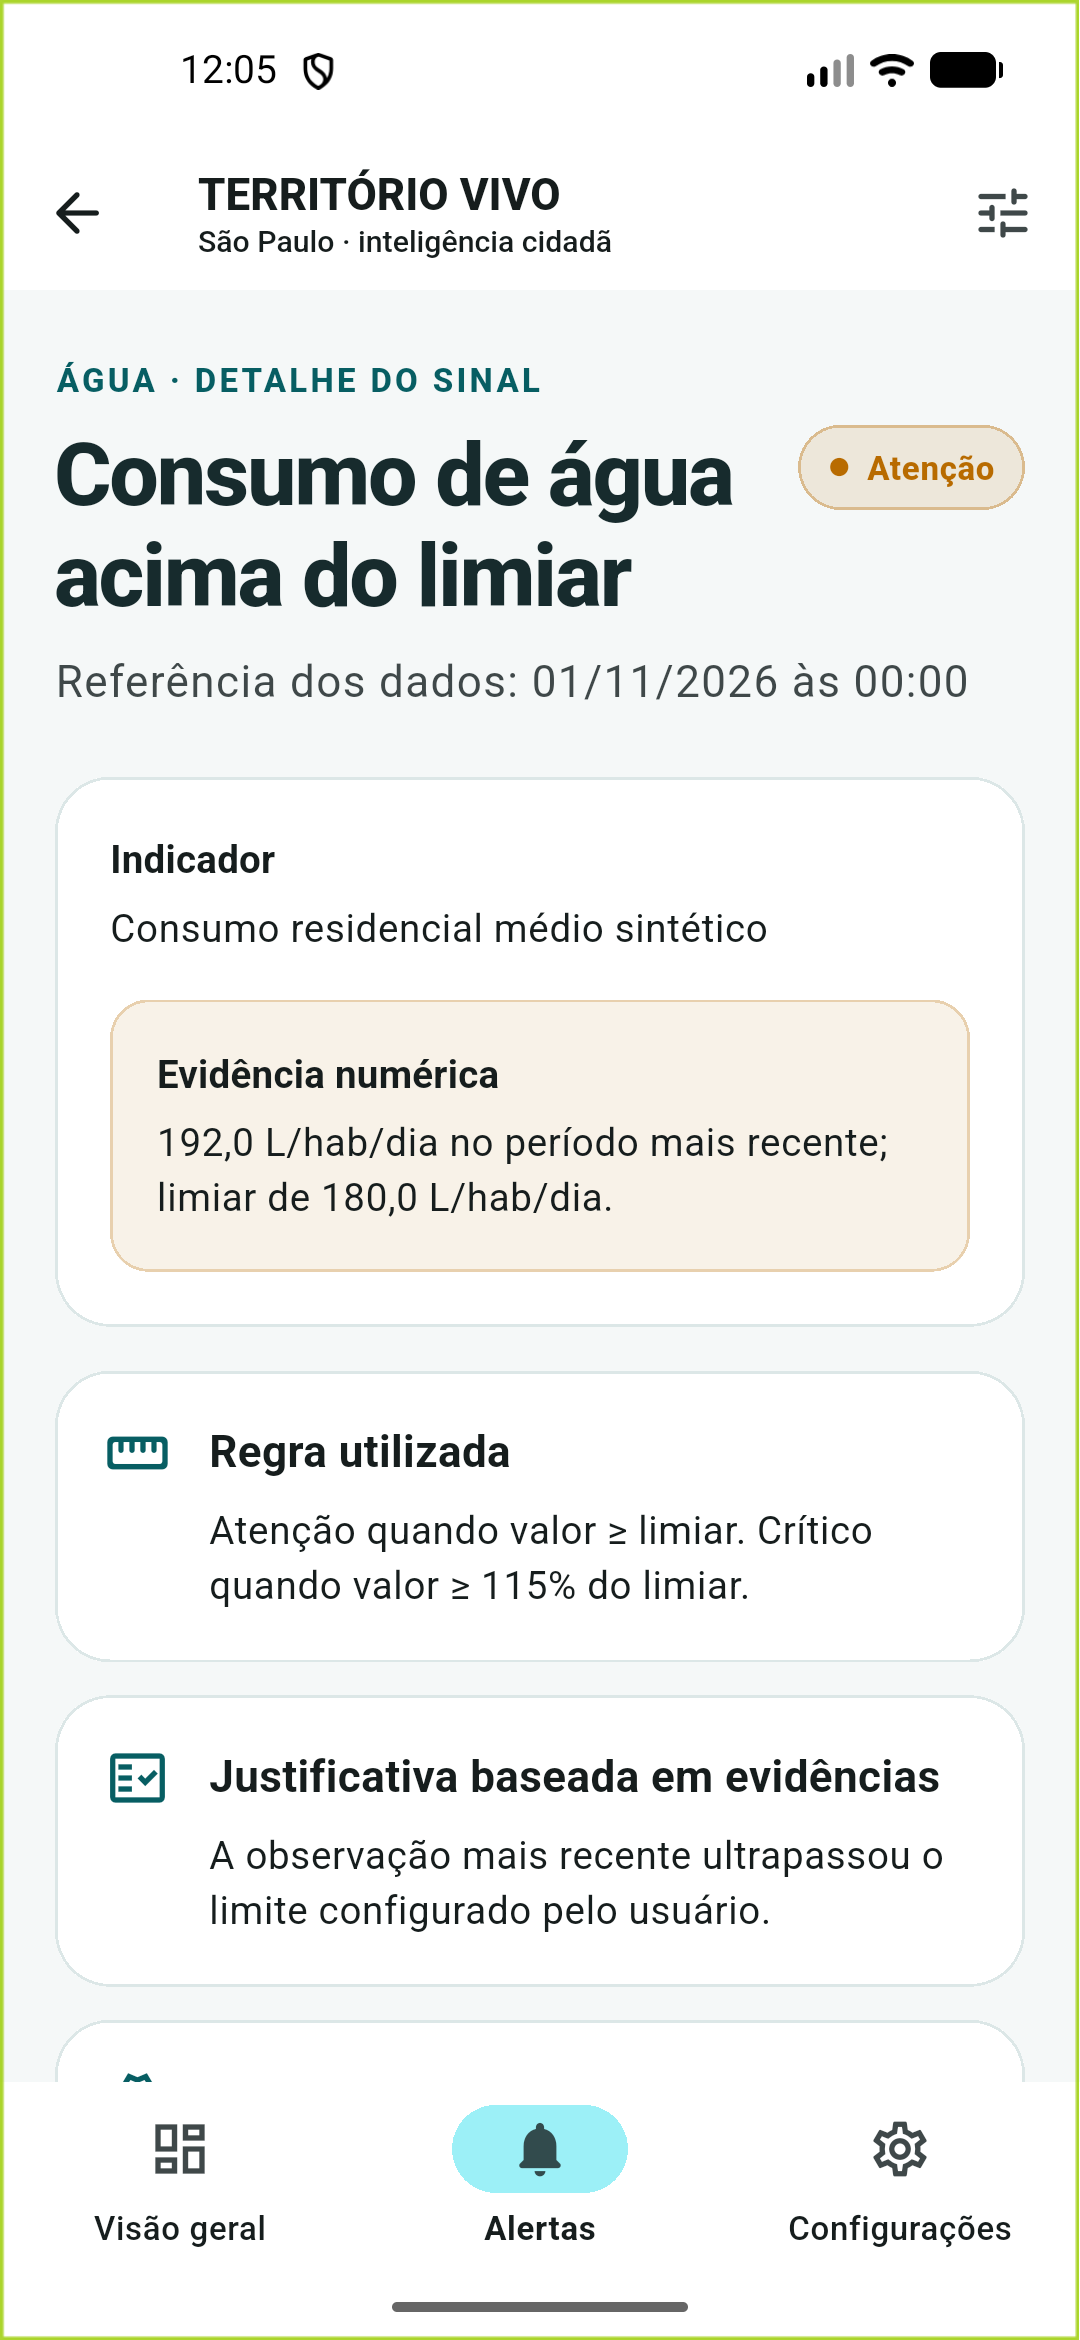 12:05
TERRITÓRIO VIVO
São Paulo · inteligência cidadã
ÁGUA · DETALHE DO SINAL
Consumo de água
acima do limiar
Atenção
Referência dos dados: 01/11/2026 às 00:00
Indicador
Consumo residencial médio sintético
Evidência numérica
192,0 L/hab/dia no período mais recente;
limiar de 180,0 L/hab/dia.
Regra utilizada
Atenção quando valor ≥ limiar. Crítico
quando valor ≥ 115% do limiar.
Justificativa baseada em evidências
A observação mais recente ultrapassou o
limite configurado pelo usuário.
Visão geral
Alertas
Configurações